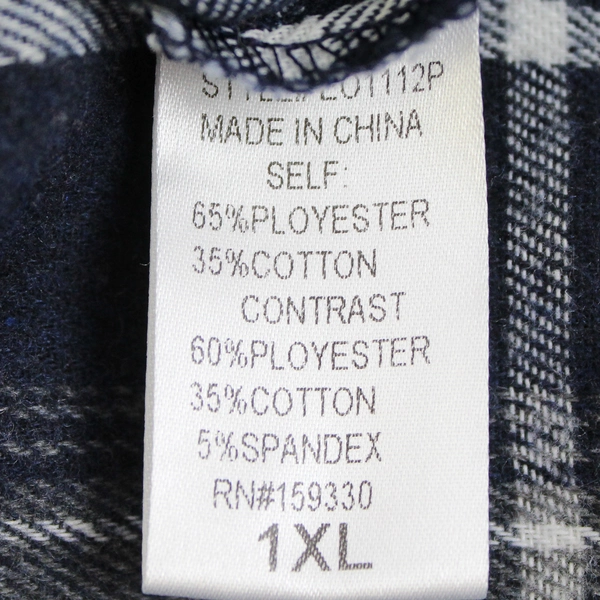 MADE IN CHINA
SELF:
65%PLOYESTER
35%COTTON
CONTRAST
60%PLOYESTER
35%COTTON
5%SPANDEX
RN#159330
1XL